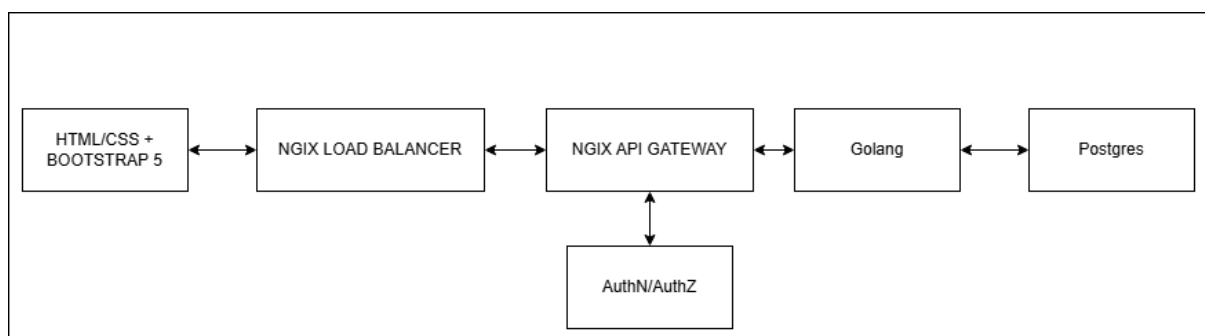 HTML/CSS +
BOOTSTRAP 5
NGIX LOAD BALANCER
NGIX API GATEWAY
Golang
Postgres
AuthN/AuthZ